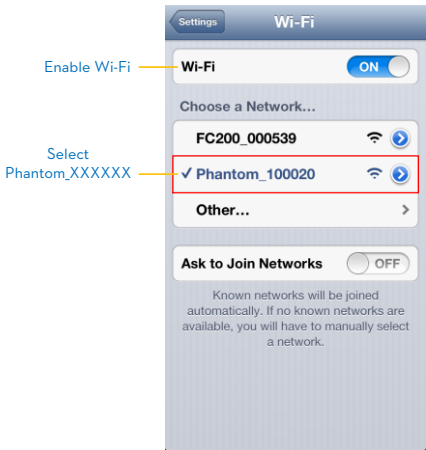 Settings
Wi-Fi
Enable Wi-Fi
Wi-Fi
ON
Choose a Network...
FC200_000539
Select
Phantom_XXXXXX
Phantom_100020
Other...
Ask to Join Networks
OFF
Known networks will be joined
automatically. If no known networks are
available, you will have to manually select
a network.